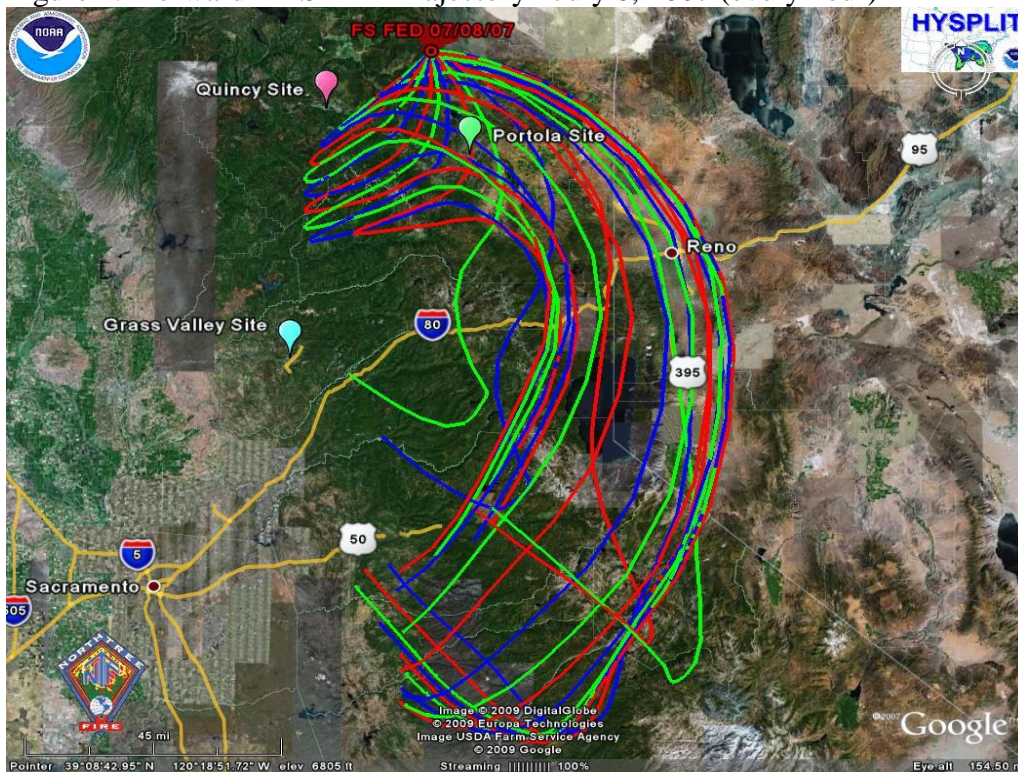 FS FED 07/08/07
NOAA
HYSPLIT
N
Quincy Site
Portola Site
95
Reno
Grass Valley Site
80
395
50
5
Sacramento
505
NORTH TREE
FIRE
Image © 2009 DigitalGlobe
© 2009 Europa Technologies
Image USDA Farm Service Agency
© 2009 Google
©2007 Google
45 mi
Pointer 39°08'42.95" N 120°18'51.72" W elev 6805 ft
Streaming ||||||||| 100%
Eye alt 154.50 m